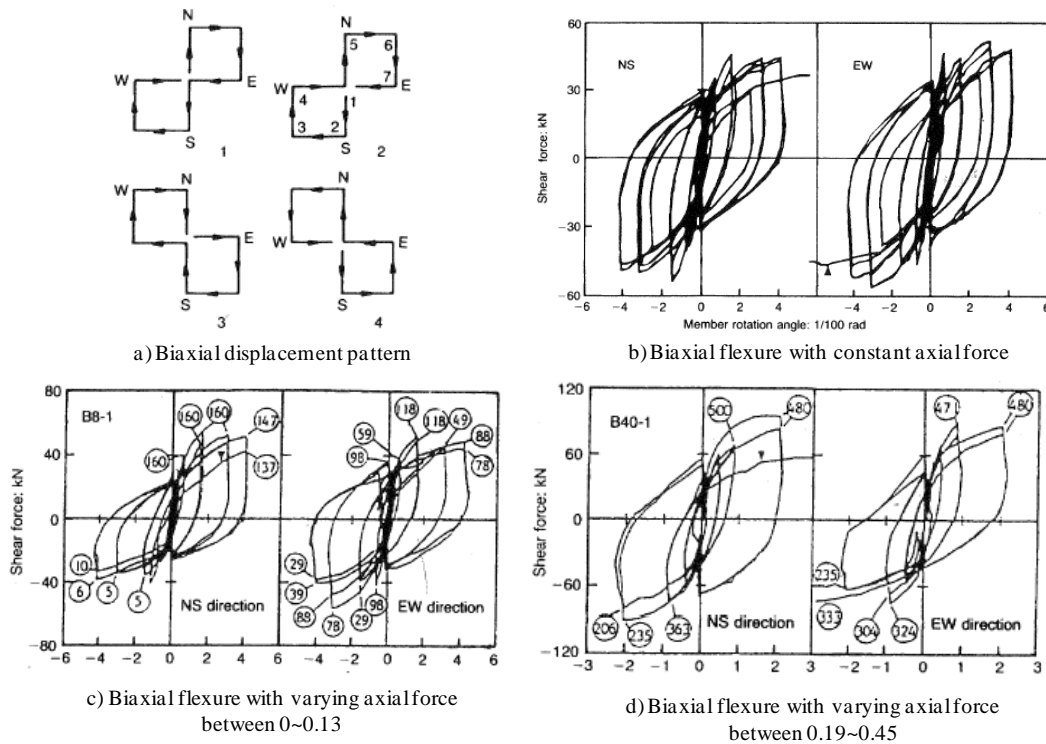 N
W
E
S
1
N
5
6
W
4
7
E
1
3
2
S
2
N
W
E
S
3
N
W
E
S
4
a) Biaxial displacement pattern
60
30
0
−30
−60
Shear force: kN
NS
EW
−6 −4 −2 0 2 4 −4 −2 0 2 4 6
Member rotation angle: 1/100 rad
b) Biaxial flexure with constant axial force
80
40
0
−40
−80
Shear force: kN
B8-1
160
160
160
147
137
10
6
5
5
NS direction
118
118
49
59
88
98
78
29
39
88
78
29
98
EW direction
−6 −4 −2 0 2 4 6 −4 −2 0 2 4 6
c) Biaxial flexure with varying axial force
between 0~0.13
120
60
0
−60
−120
Shear force: kN
B40-1
500
480
206
235
363
NS direction
47
480
235
333
304
324
EW direction
−3 −2 −1 0 1 2 −2 −1 0 1 2 3
d) Biaxial flexure with varying axial force
between 0.19~0.45